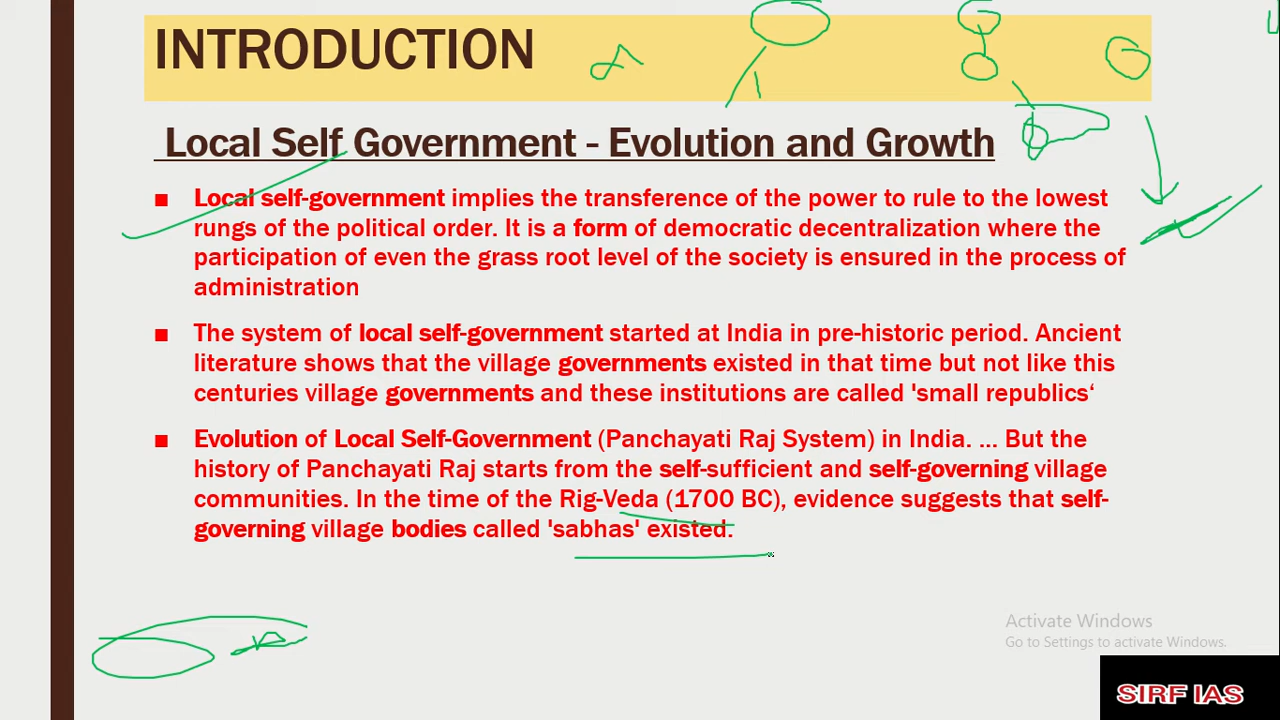 INTRODUCTION
Local Self Government - Evolution and Growth
■ Local self-government implies the transference of the power to rule to the lowest
rungs of the political order. It is a form of democratic decentralization where the
participation of even the grass root level of the society is ensured in the process of
administration
■ The system of local self-government started at India in pre-historic period. Ancient
literature shows that the village governments existed in that time but not like this
centuries village governments and these institutions are called 'small republics‘
■ Evolution of Local Self-Government (Panchayati Raj System) in India. ... But the
history of Panchayati Raj starts from the self-sufficient and self-governing village
communities. In the time of the Rig-Veda (1700 BC), evidence suggests that self-
governing village bodies called 'sabhas' existed.
Activate Windows
Go to Settings to activate Windows.
SIRF IAS